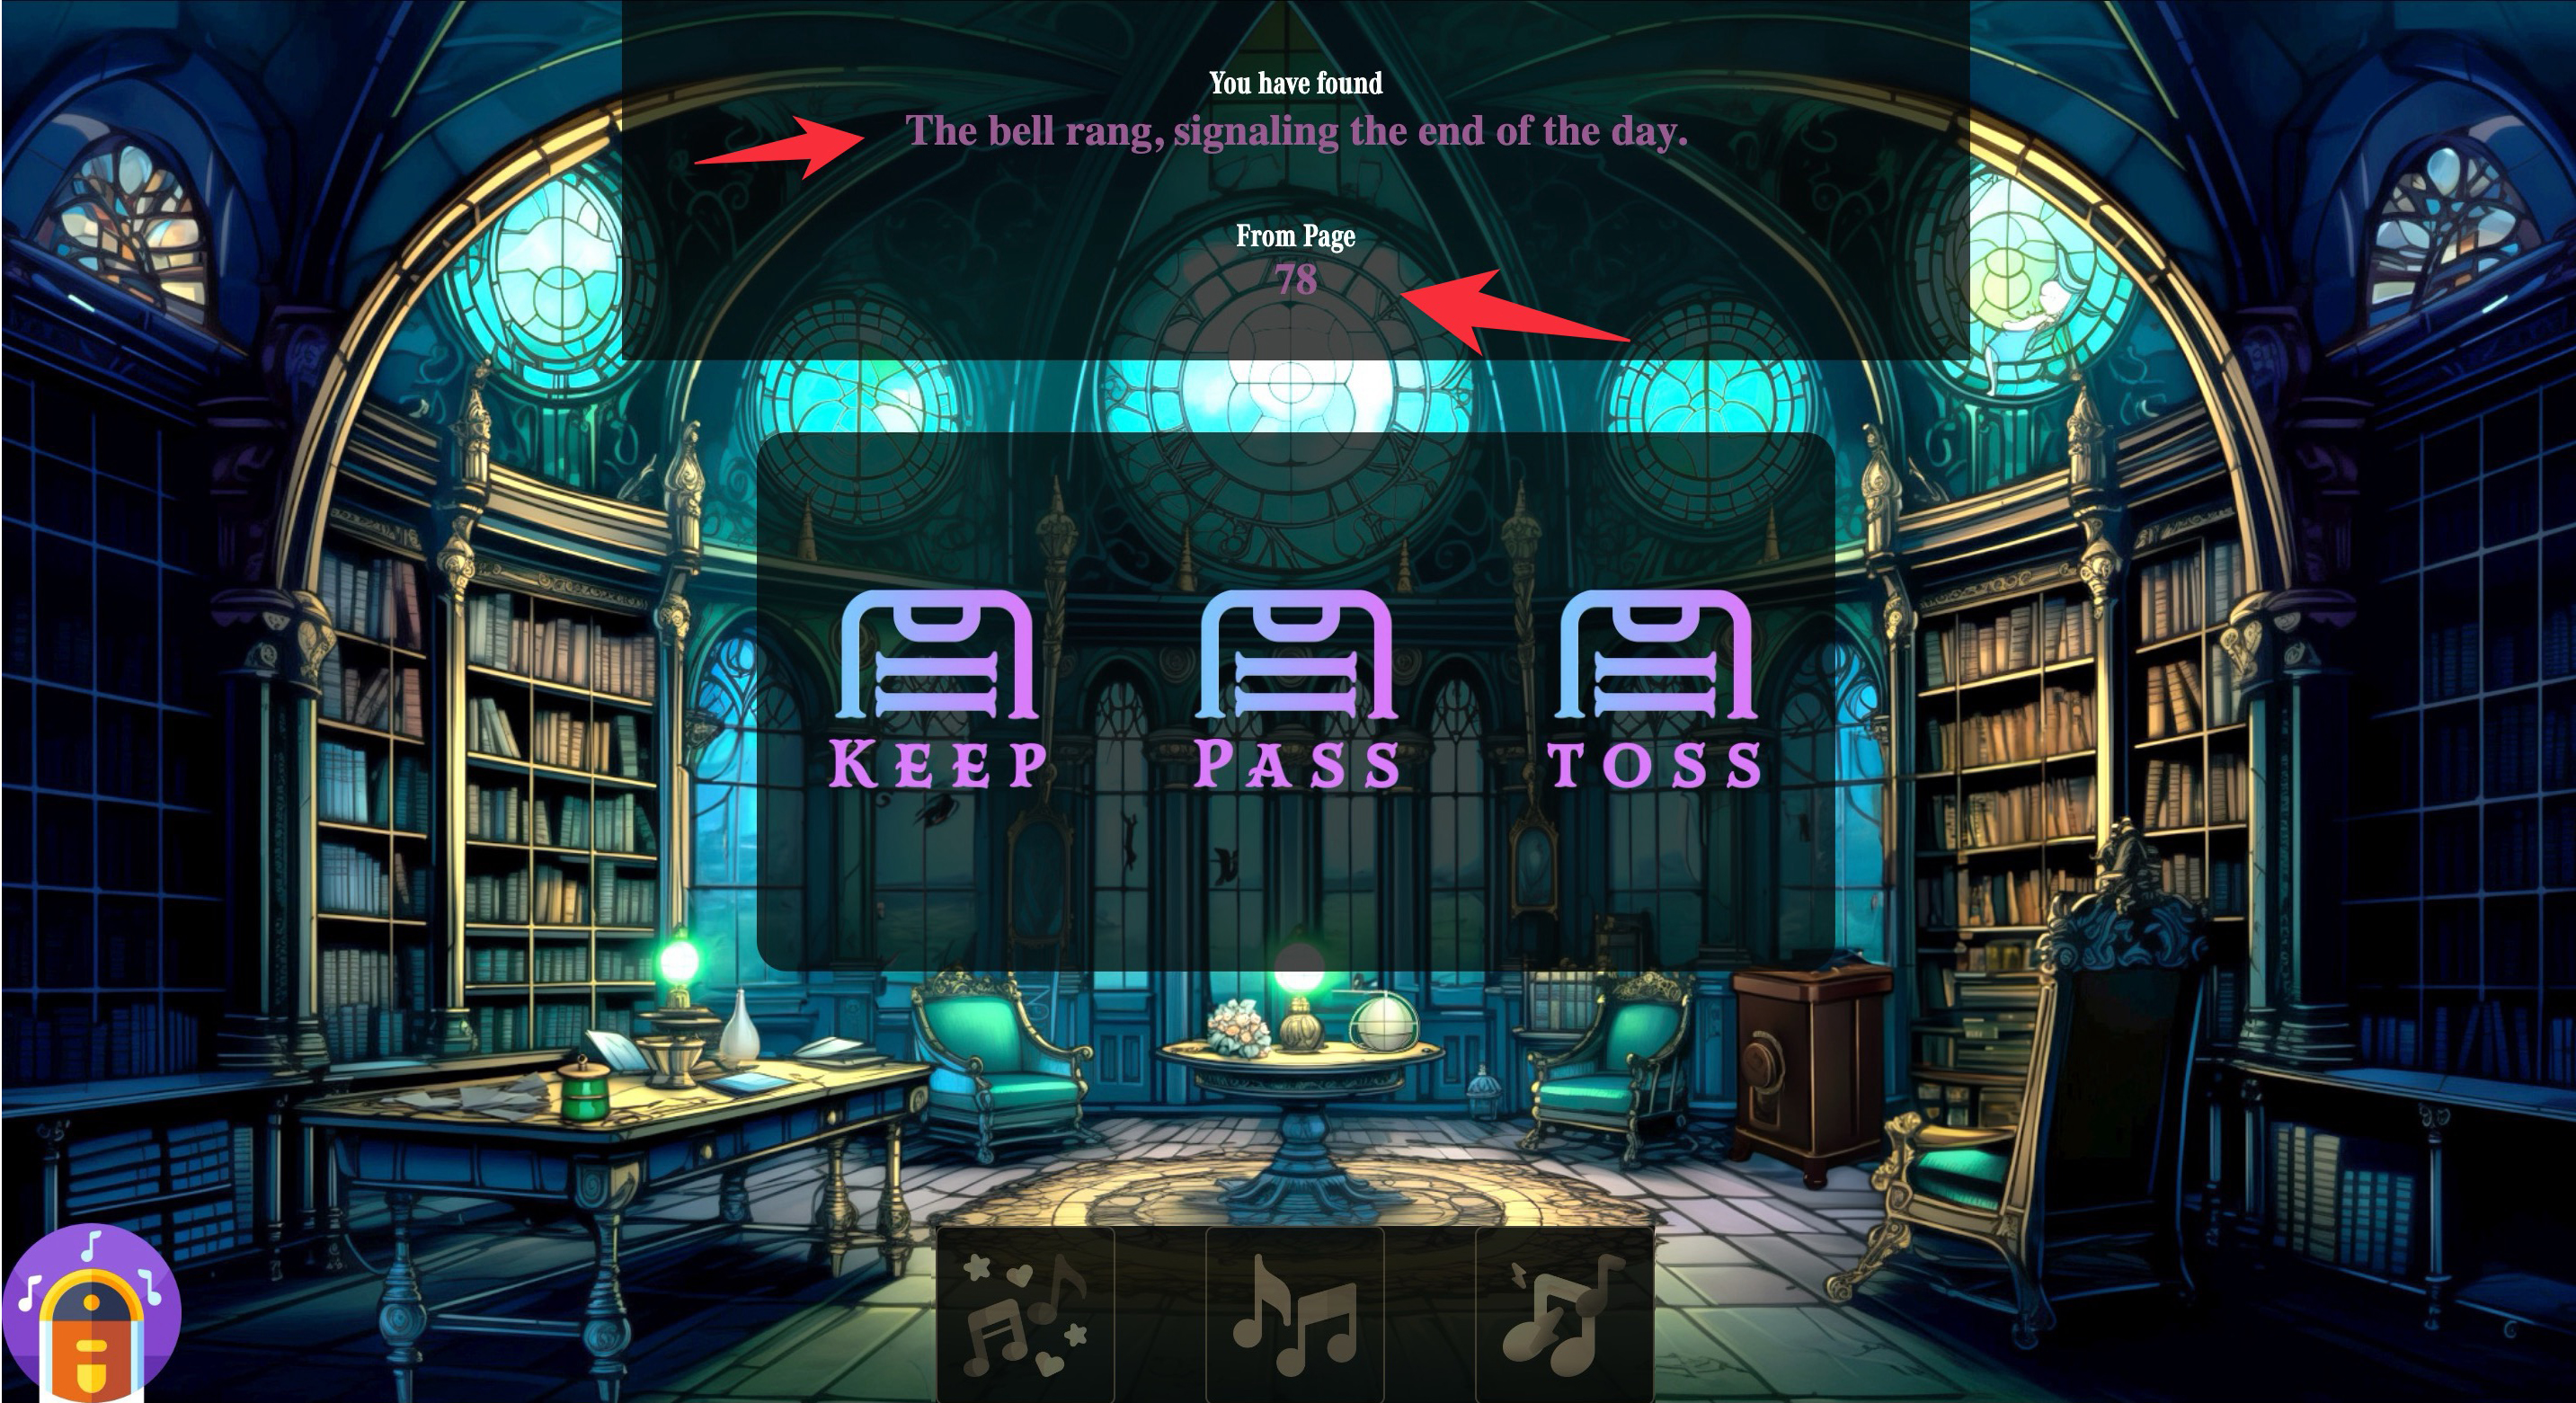 You have found
The bell rang, signaling the end of the day.
From Page
78
KEEP
PASS
TOSS